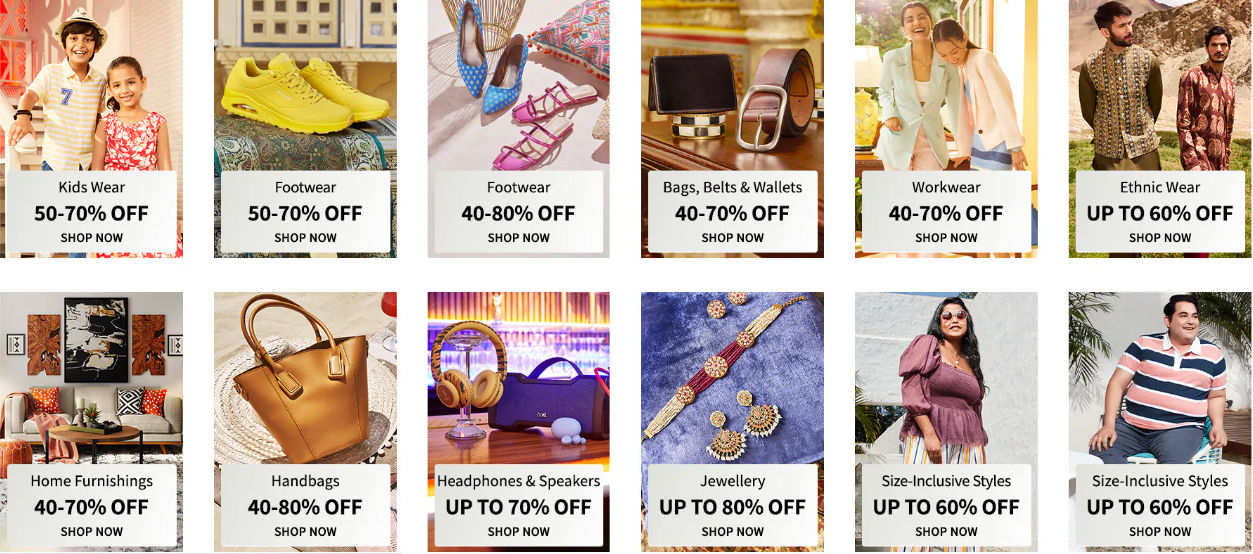 7
Kids Wear
50-70% OFF
SHOP NOW
Footwear
50-70% OFF
SHOP NOW
Footwear
40-80% OFF
SHOP NOW
Bags, Belts & Wallets
40-70% OFF
SHOP NOW
Workwear
40-70% OFF
SHOP NOW
Ethnic Wear
UP TO 60% OFF
SHOP NOW
Home Furnishings
40-70% OFF
SHOP NOW
Handbags
40-80% OFF
SHOP NOW
Headphones & Speakers
UP TO 70% OFF
SHOP NOW
Jewellery
UP TO 80% OFF
SHOP NOW
Size-Inclusive Styles
UP TO 60% OFF
SHOP NOW
Size-Inclusive Styles
UP TO 60% OFF
SHOP NOW